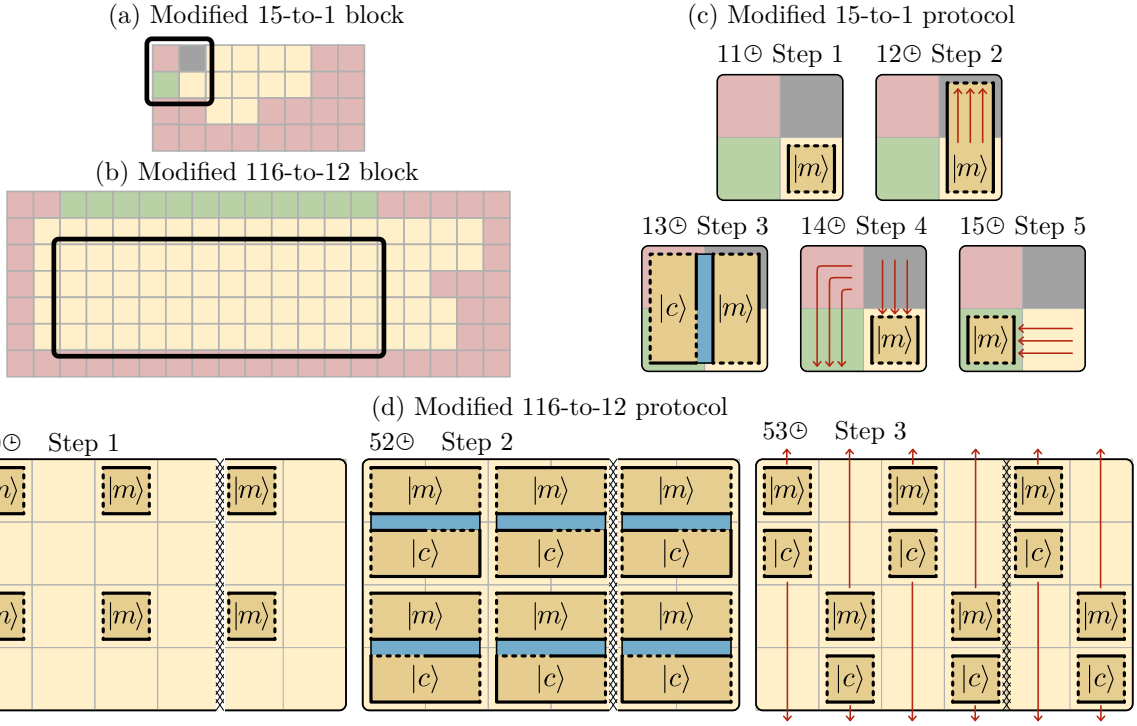 (a) Modified 15-to-1 block
(c) Modified 15-to-1 protocol
11🕒 Step 1
12🕒 Step 2
|m⟩
|m⟩
(b) Modified 116-to-12 block
13🕒 Step 3
14🕒 Step 4
15🕒 Step 5
|c⟩ |m⟩
|m⟩
|m⟩
(d) Modified 116-to-12 protocol
🕒 Step 1
52🕒 Step 2
53🕒 Step 3
m⟩ |m⟩ |m⟩
m⟩ |m⟩ |m⟩
|m⟩ |m⟩ |m⟩
|c⟩ |c⟩ |c⟩
|m⟩ |m⟩ |m⟩
|c⟩ |c⟩ |c⟩
|m⟩ |m⟩ |m⟩
|c⟩ |c⟩ |c⟩
|m⟩ |m⟩ |m⟩
|c⟩ |c⟩ |c⟩